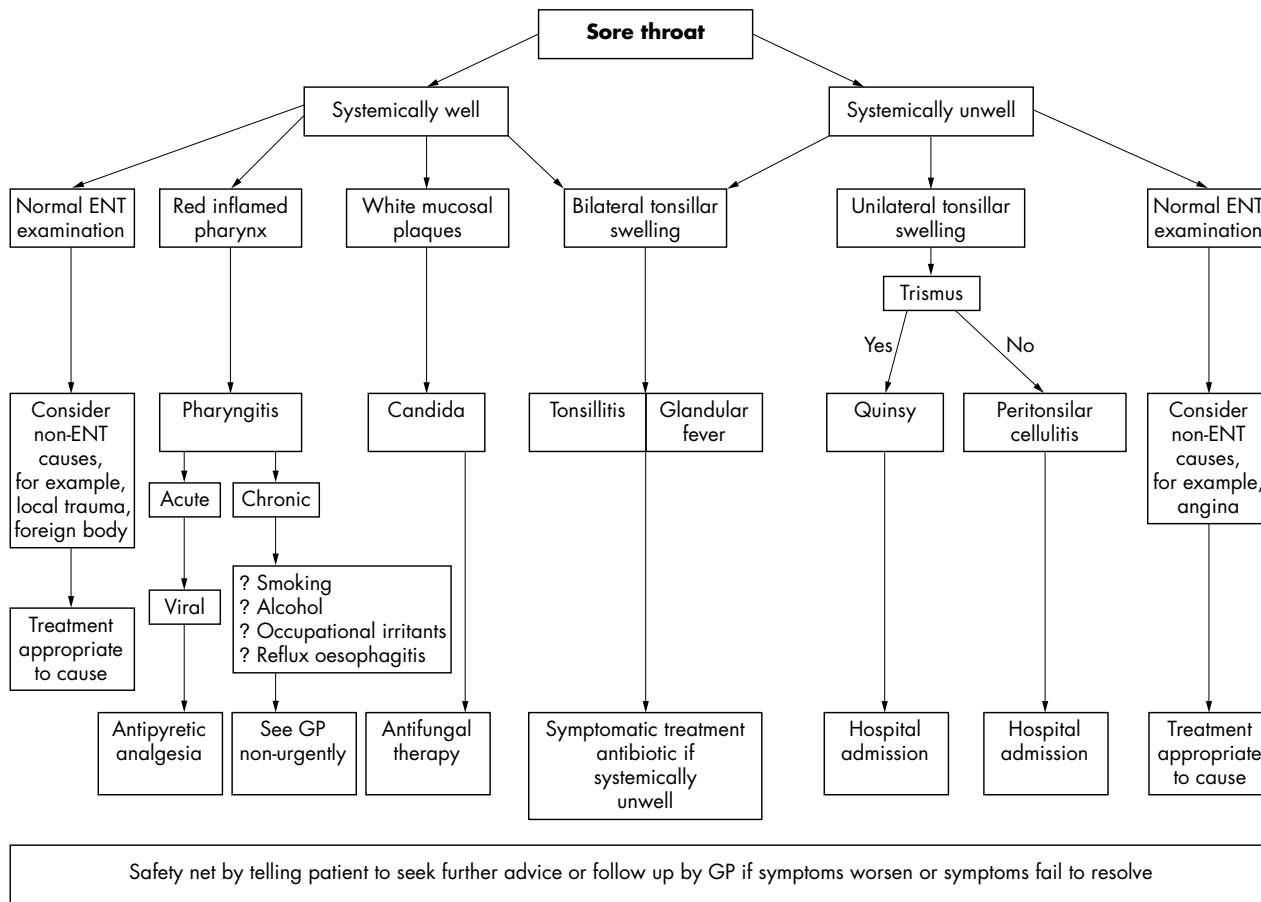 Sore throat
Systemically well
Systemically unwell
Normal ENT
examination
Red inflamed
pharynx
White mucosal
plaques
Bilateral tonsillar
swelling
Unilateral tonsillar
swelling
Normal ENT
examination
Trismus
Yes
No
Consider
non-ENT
causes,
for example,
local trauma,
foreign body
Pharyngitis
Candida
Tonsillitis
Glandular
fever
Quinsy
Peritonsilar
cellulitis
Consider
non-ENT
causes,
for example,
angina
Acute
Chronic
Viral
? Smoking
? Alcohol
? Occupational irritants
? Reflux oesophagitis
Treatment
appropriate
to cause
Antipyretic
analgesia
See GP
non-urgently
Antifungal
therapy
Symptomatic treatment
antibiotic if
systemically
unwell
Hospital
admission
Hospital
admission
Treatment
appropriate
to cause
Safety net by telling patient to seek further advice or follow up by GP if symptoms worsen or symptoms fail to resolve